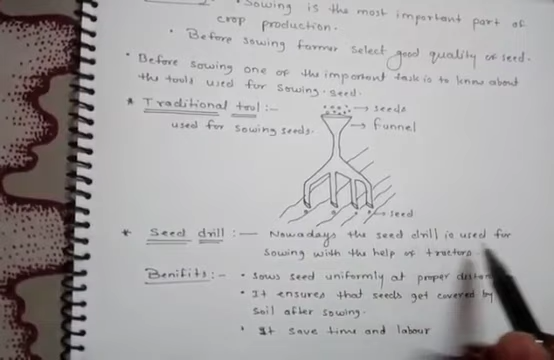 • Sowing is the most important part of
crop production.
• Before sowing farmer select good quality of seed.
• Before sowing one of the important task is to know about
the tools used for sowing seed.
* Traditional tool :-
used for sowing seeds.
seeds
funnel
seed
* Seed drill :— Nowadays the seed drill is used for
sowing with the help of tractors
Benifits :- • Sows seed uniformly at proper
• It ensures that seeds get covered by
soil after sowing.
• It save time and labour